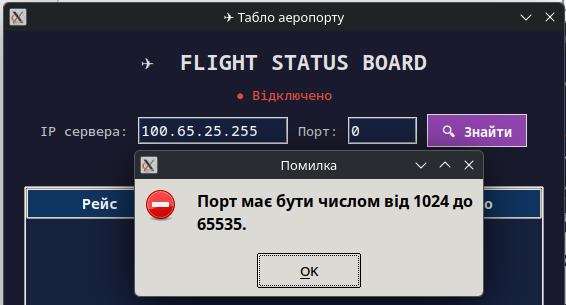 ✈ Табло аеропорту
✈ FLIGHT STATUS BOARD
● Відключено
IP сервера: 100.65.25.255 Порт: 0 🔍 Знайти
Помилка
Порт має бути числом від 1024 до
65535.
Рейс
OK